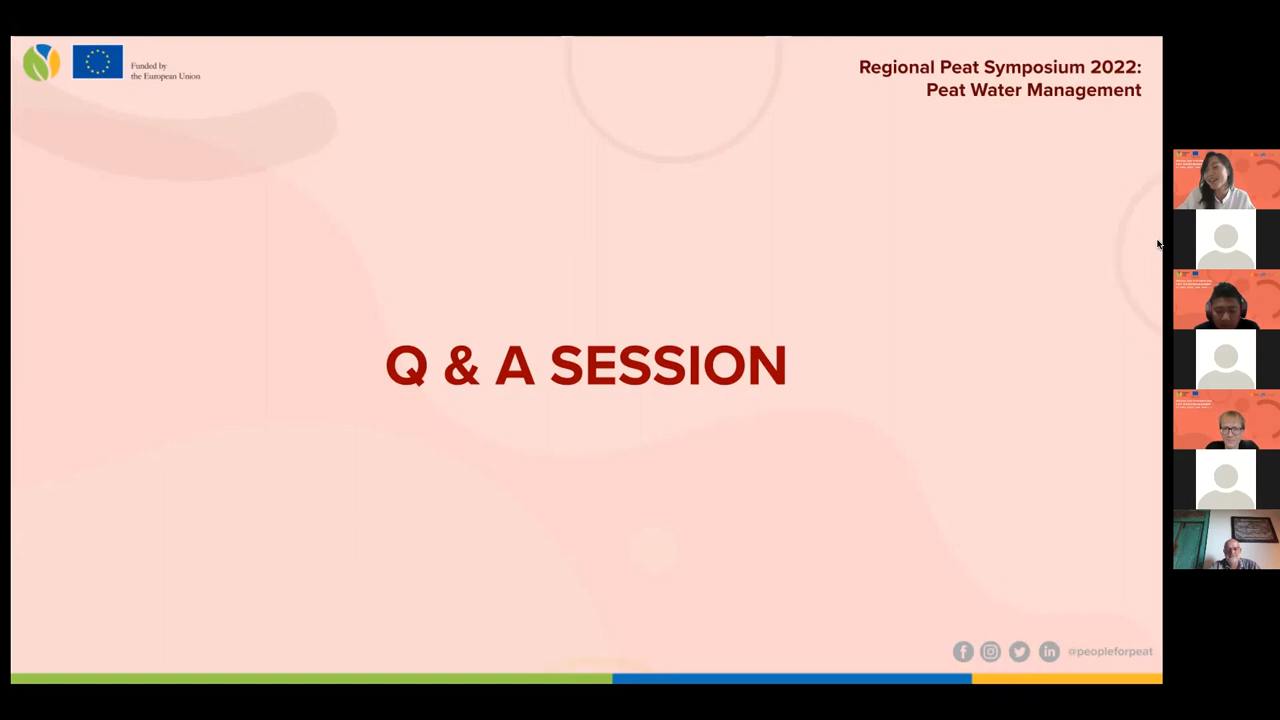 Funded by
the European Union
Regional Peat Symposium 2022:
Peat Water Management
Q & A SESSION
@peopleforpeat